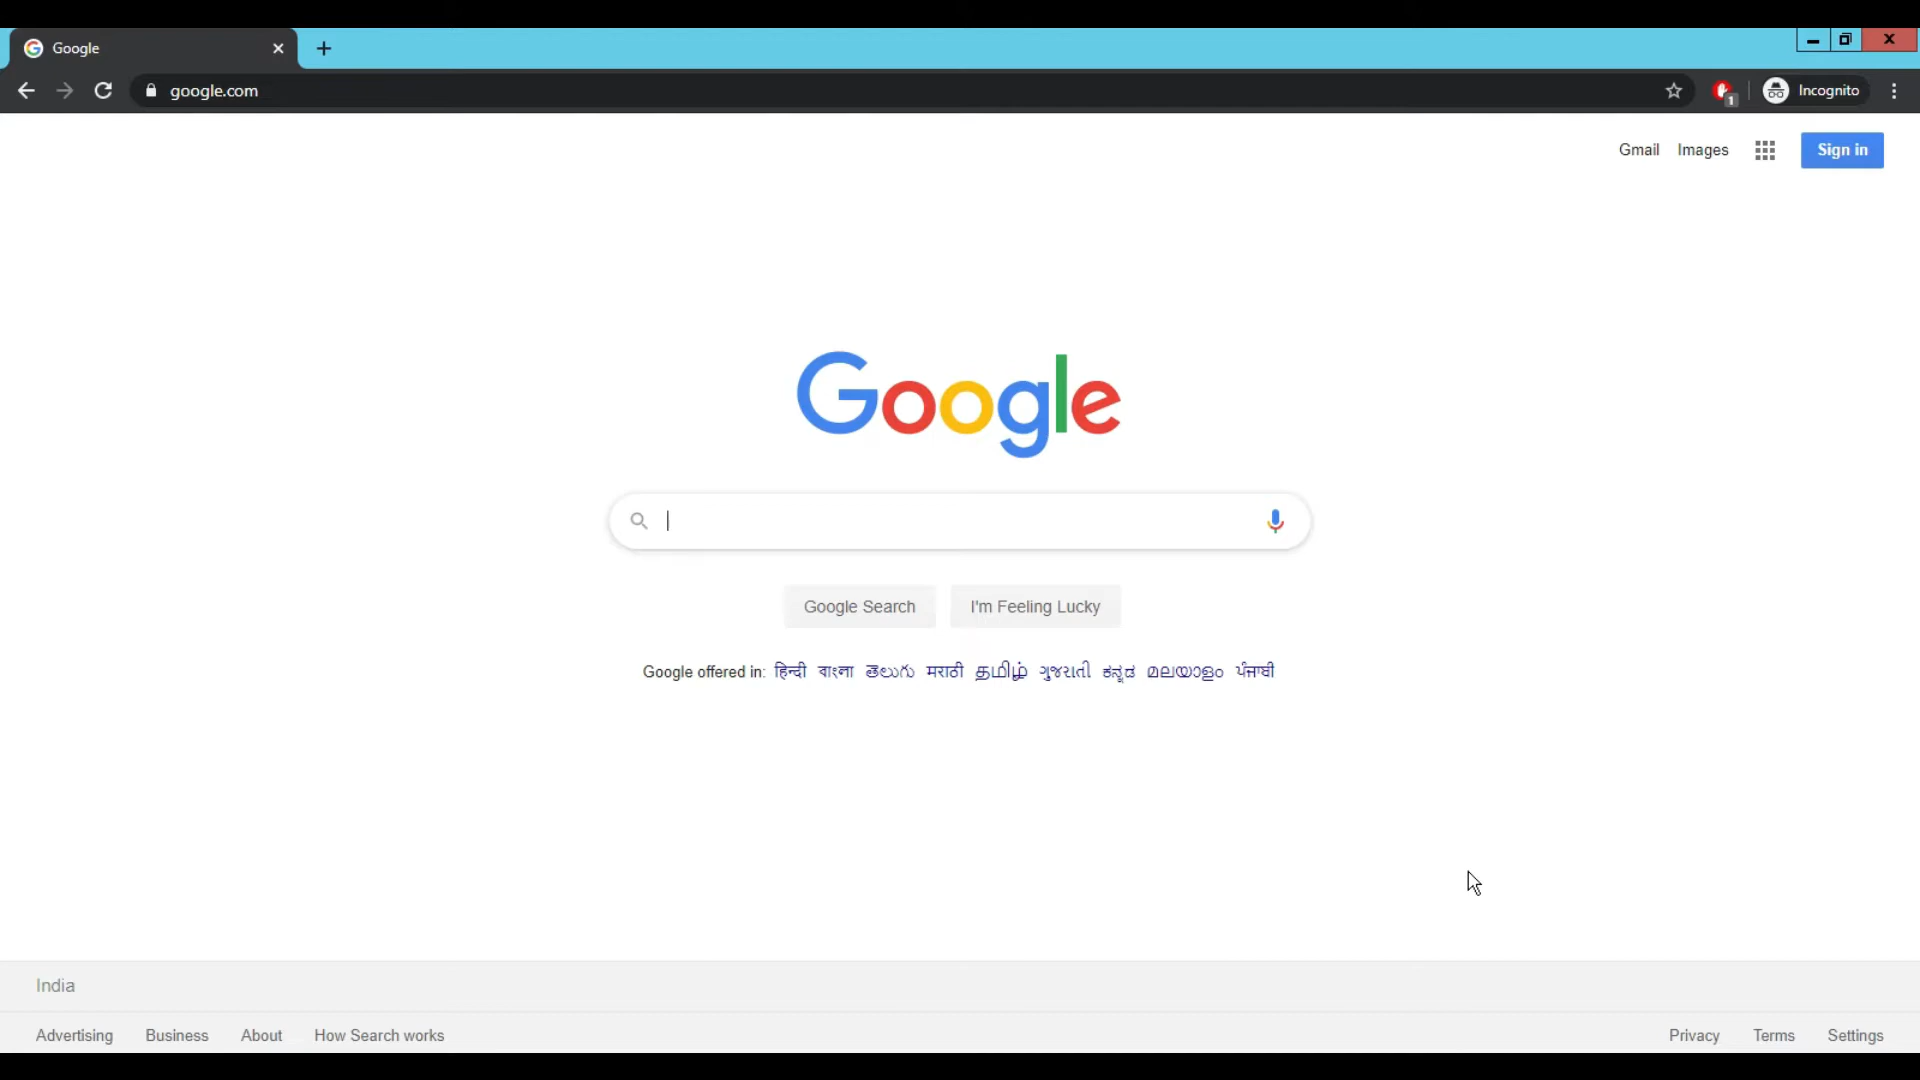 Google
google.com
1
Incognito
Gmail Images Sign in
Google
Google Search I'm Feeling Lucky
Google offered in: हिन्दी বাংলা తెలుగు मराठी தமிழ் ગુજરાતી ಕನ್ನಡ മലയാളം ਪੰਜਾਬੀ
India
Advertising Business About How Search works Privacy Terms Settings